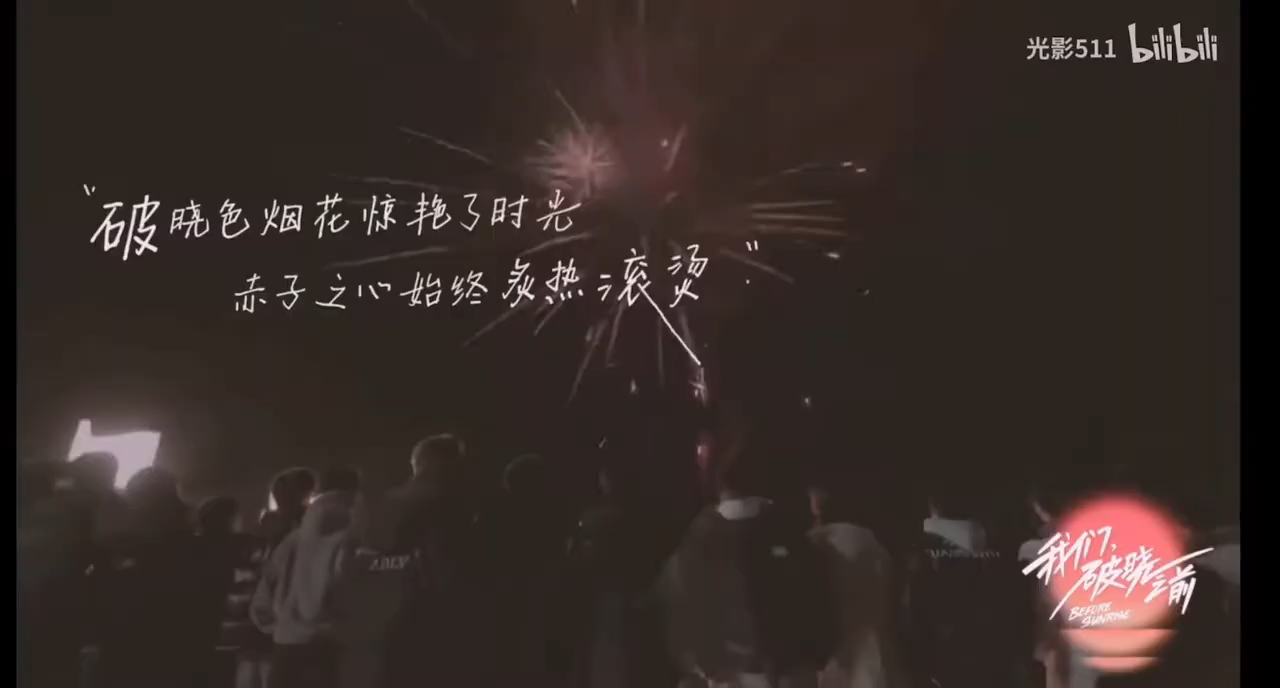 光影511 bilibili
“破晓色烟花惊艳了时光
赤子之心始终炙热滚烫.”
我们,
破晓之前
BEFORE
SUNRISE